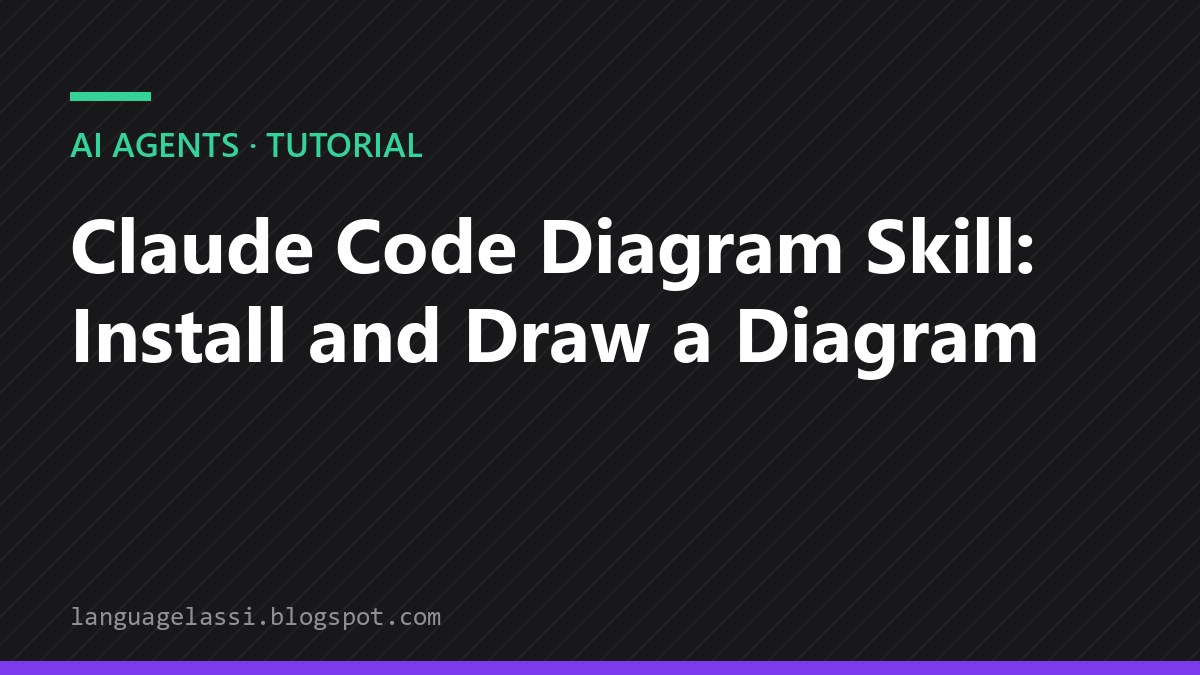 AI AGENTS · TUTORIAL
Claude Code Diagram Skill:
Install and Draw a Diagram
languagelassi.blogspot.com